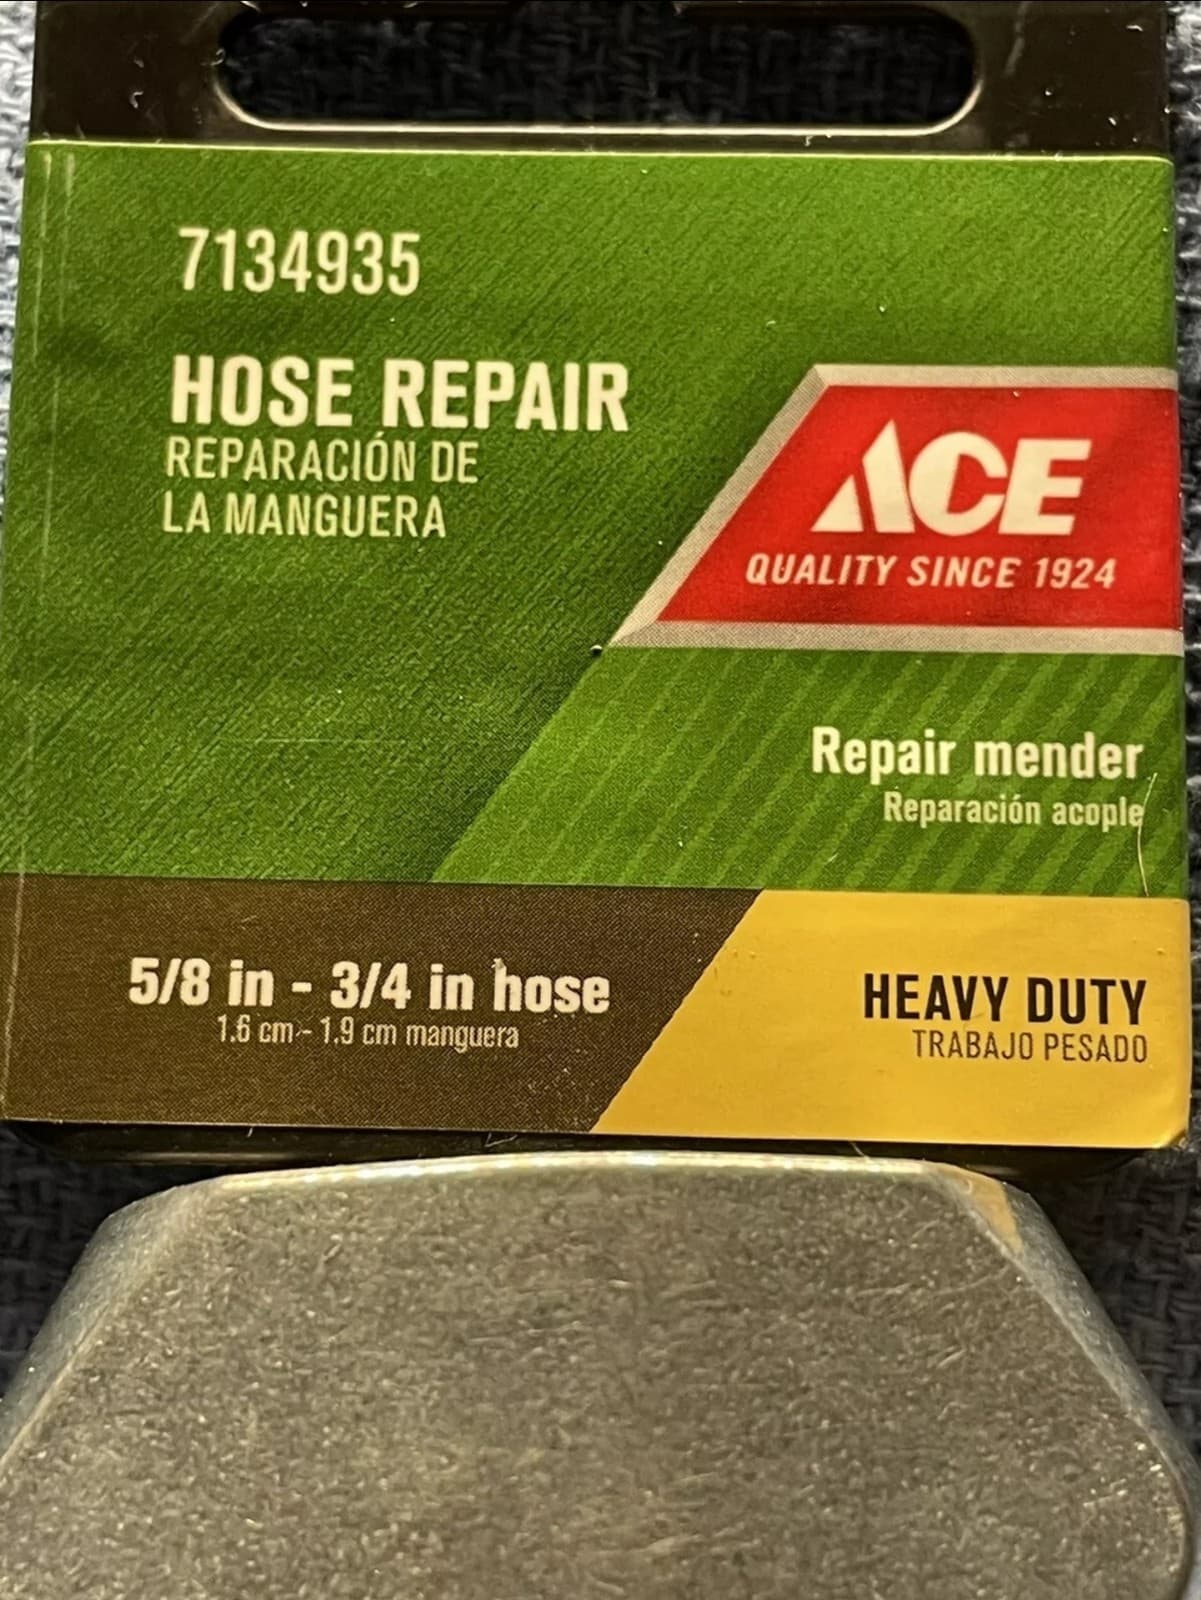 7134935
HOSE REPAIR
REPARACIÓN DE
LA MANGUERA
ACE
QUALITY SINCE 1924
Repair mender
Reparación acople
5/8 in - 3/4 in hose
1.6 cm - 1.9 cm manguera
HEAVY DUTY
TRABAJO PESADO